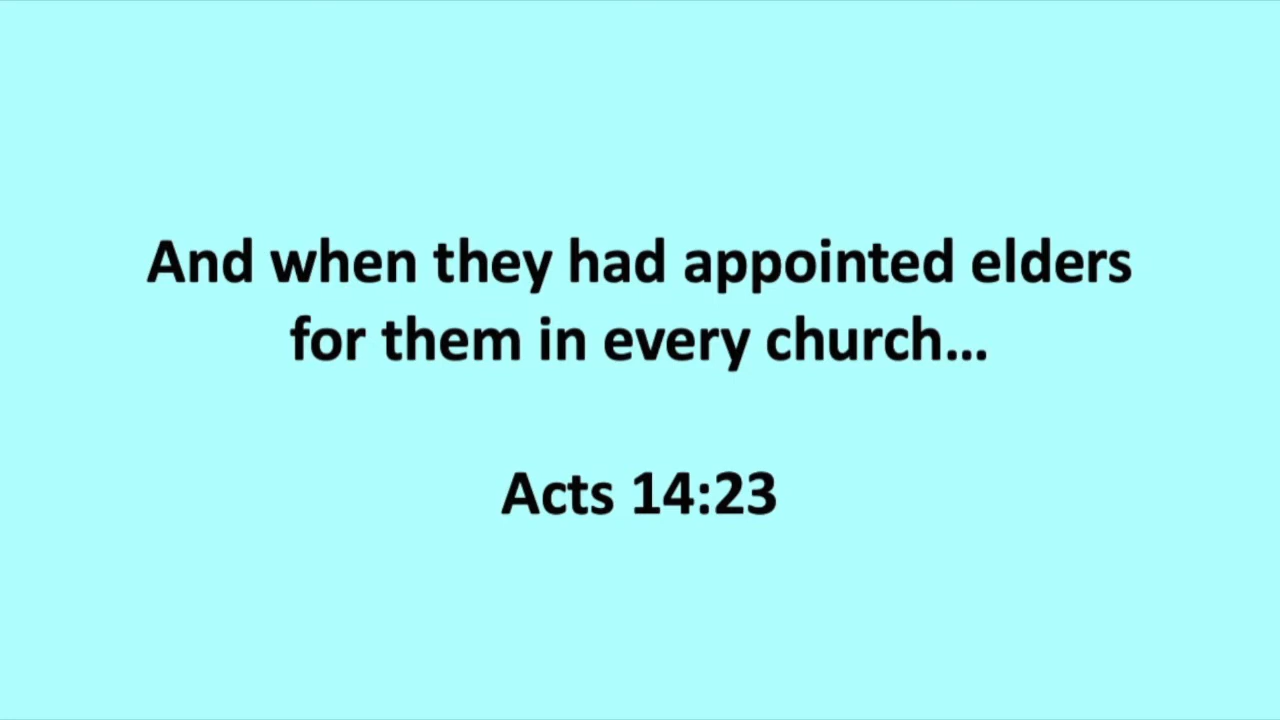 And when they had appointed elders
for them in every church…
Acts 14:23